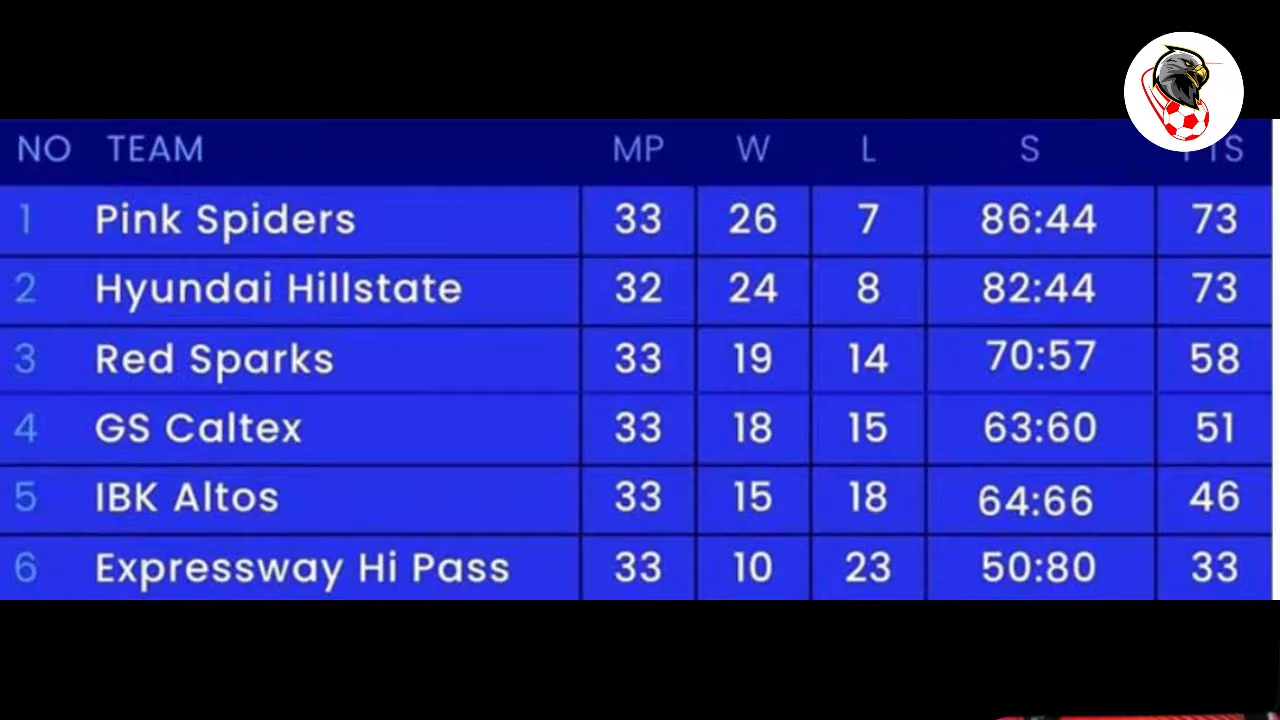 NO TEAM MP W L S PTS
1 Pink Spiders 33 26 7 86:44 73
2 Hyundai Hillstate 32 24 8 82:44 73
3 Red Sparks 33 19 14 70:57 58
4 GS Caltex 33 18 15 63:60 51
5 IBK Altos 33 15 18 64:66 46
6 Expressway Hi Pass 33 10 23 50:80 33